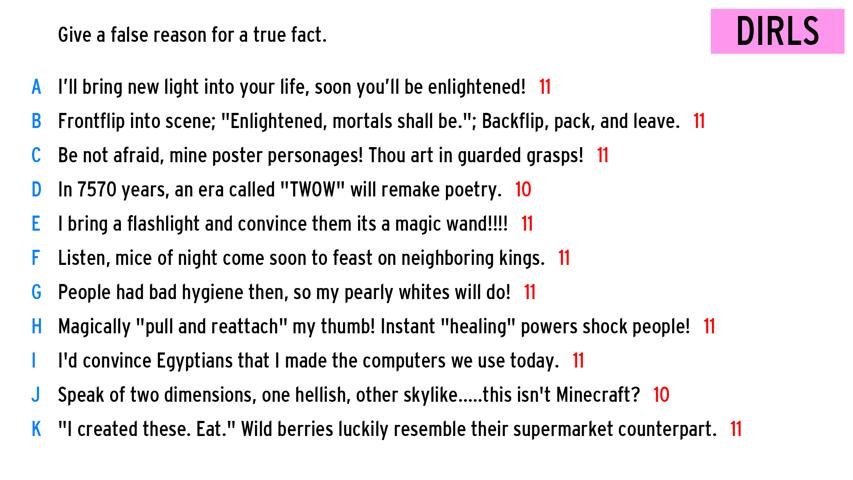 Give a false reason for a true fact.
DIRLS
A I'll bring new light into your life, soon you'll be enlightened! 11
B Frontflip into scene; "Enlightened, mortals shall be."; Backflip, pack, and leave. 11
C Be not afraid, mine poster personages! Thou art in guarded grasps! 11
D In 7570 years, an era called "TWOW" will remake poetry. 10
E I bring a flashlight and convince them its a magic wand!!!! 11
F Listen, mice of night come soon to feast on neighboring kings. 11
G People had bad hygiene then, so my pearly whites will do! 11
H Magically "pull and reattach" my thumb! Instant "healing" powers shock people! 11
I I'd convince Egyptians that I made the computers we use today. 11
J Speak of two dimensions, one hellish, other skylike.....this isn't Minecraft? 10
K "I created these. Eat." Wild berries luckily resemble their supermarket counterpart. 11